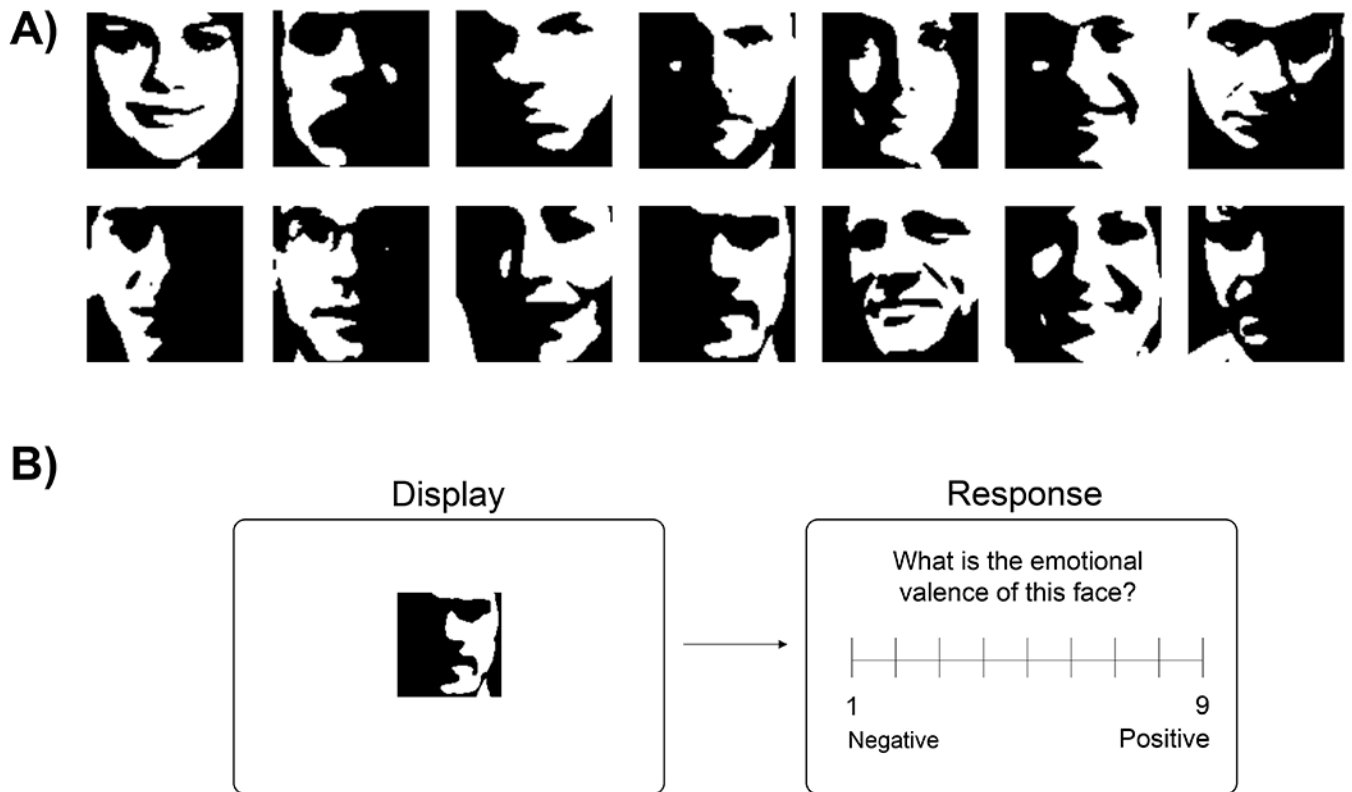 A)
B)
Display
Response
What is the emotional
valence of this face?
1
9
Negative
Positive